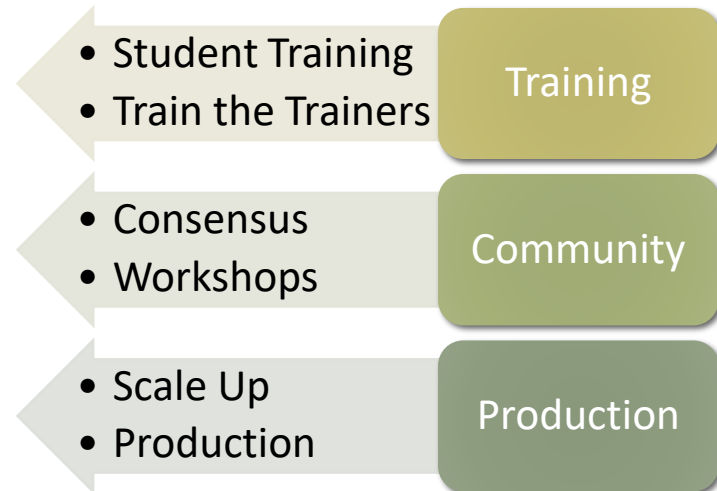 • Student Training
• Train the Trainers
Training
• Consensus
• Workshops
Community
• Scale Up
• Production
Production